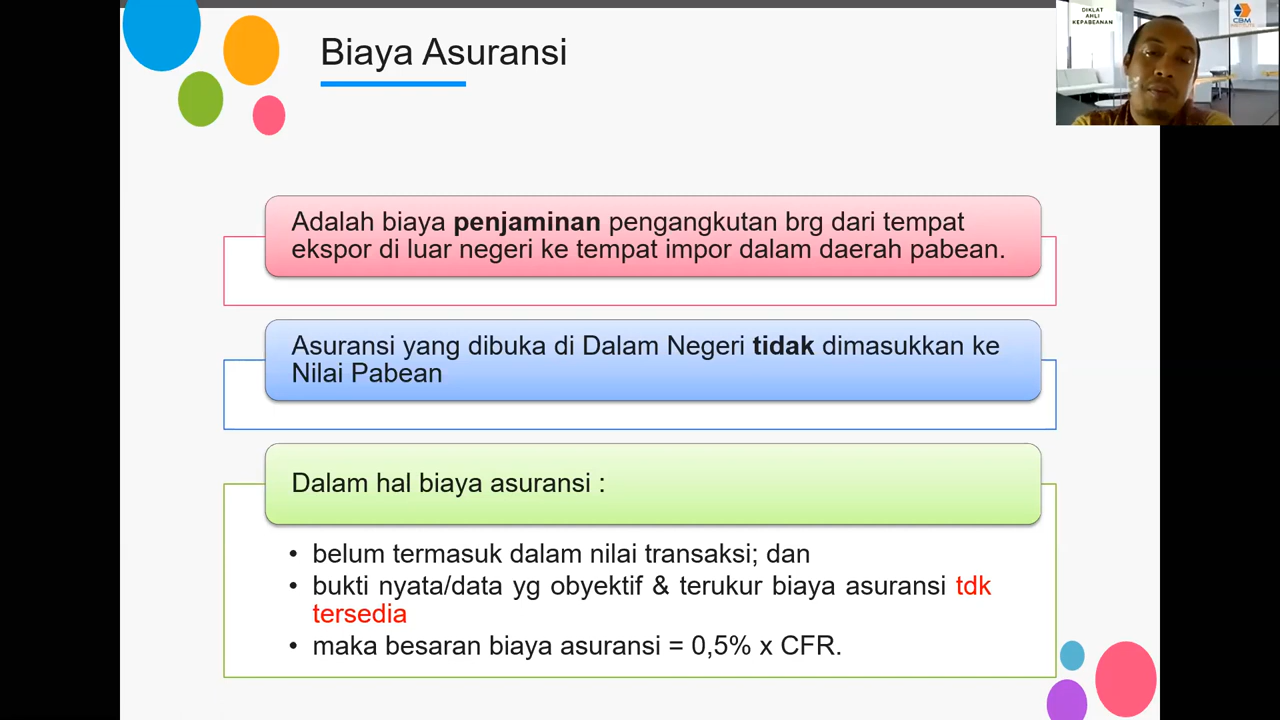 Biaya Asuransi
DIKLAT
AHLI
KEPABEANAN
CBM
INSTITUTE
Adalah biaya penjaminan pengangkutan brg dari tempat
ekspor di luar negeri ke tempat impor dalam daerah pabean.
Asuransi yang dibuka di Dalam Negeri tidak dimasukkan ke
Nilai Pabean
Dalam hal biaya asuransi :
• belum termasuk dalam nilai transaksi; dan
• bukti nyata/data yg obyektif & terukur biaya asuransi tdk
tersedia
• maka besaran biaya asuransi = 0,5% x CFR.